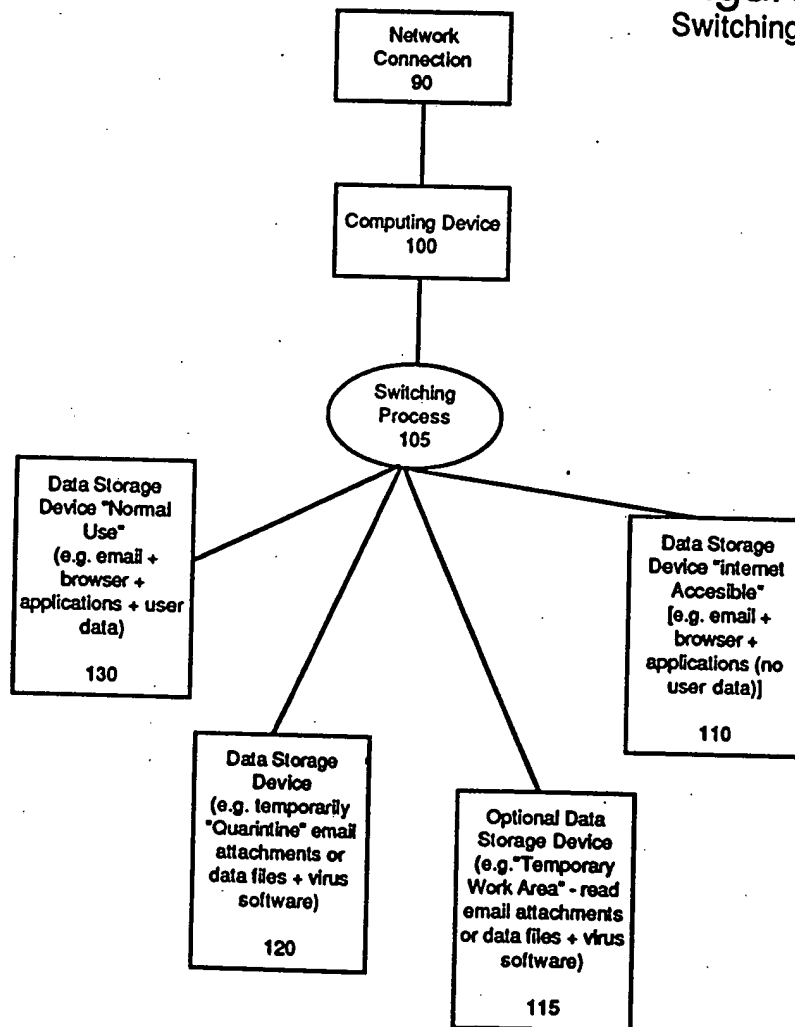 Switching
Network
Connection
90
Computing Device
100
Switching
Process
105
Data Storage
Device "Normal
Use"
(e.g. email +
browser +
applications + user
data)
130
Data Storage
Device "internet
Accesible"
[e.g. email +
browser +
applications (no
user data)]
110
Data Storage
Device
(e.g. temporarily
"Quarintine" email
attachments or
data files + virus
software)
120
Optional Data
Storage Device
(e.g."Temporary
Work Area" - read
email attachments
or data files + virus
software)
115